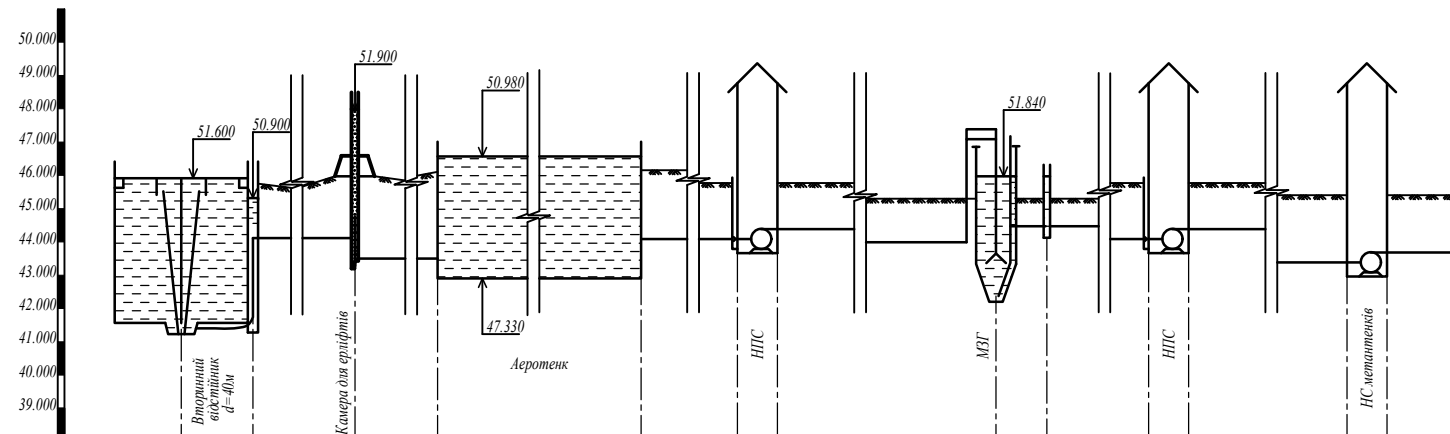 50.000
49.000
48.000
47.000
46.000
45.000
44.000
43.000
42.000
41.000
40.000
39.000
51.600
50.900
51.900
50.980
47.330
51.840
Вторинний
відстійник
d=40м
Камера для ерліфтів
Аеротенк
НПС
МЗГ
НПС
НС метантенків